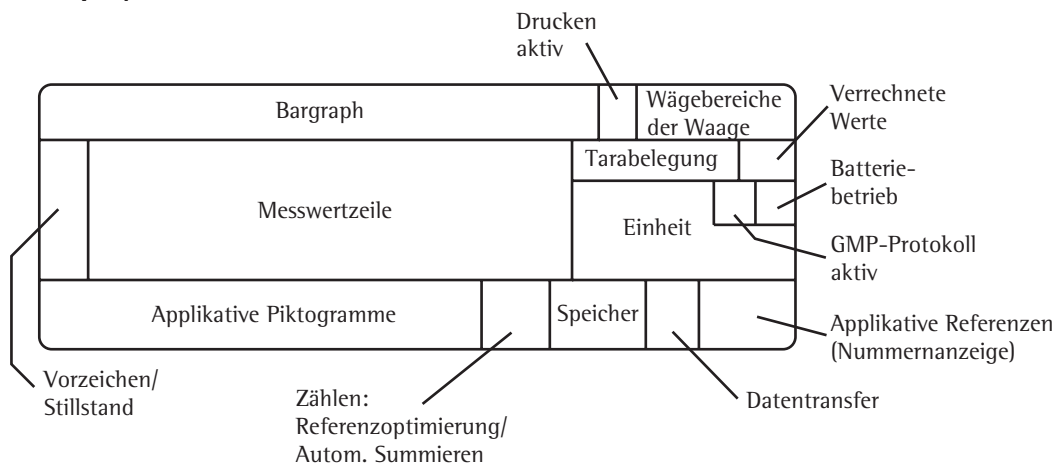 Drucken
aktiv
Bargraph
Wägebereiche
der Waage
Verrechnete
Werte
Tarabelegung
Batterie-
betrieb
Messwertzeile
Einheit
GMP-Protokoll
aktiv
Applikative Piktogramme
Speicher
Applikative Referenzen
(Nummernanzeige)
Vorzeichen/
Stillstand
Zählen:
Referenzoptimierung/
Autom. Summieren
Datentransfer